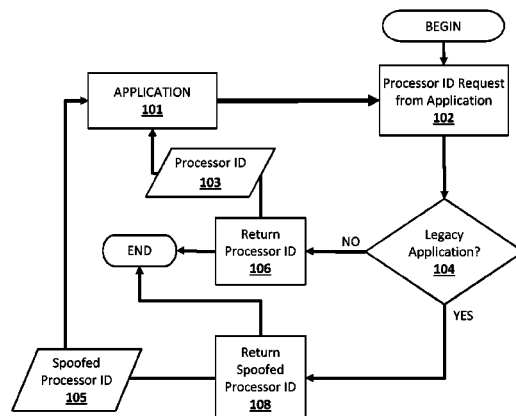 BEGIN
APPLICATION
101
Processor ID Request
from Application
102
Processor ID
103
Legacy
Application?
104
NO
YES
Return
Processor ID
106
END
Return
Spoofed
Processor ID
108
Spoofed
Processor ID
105